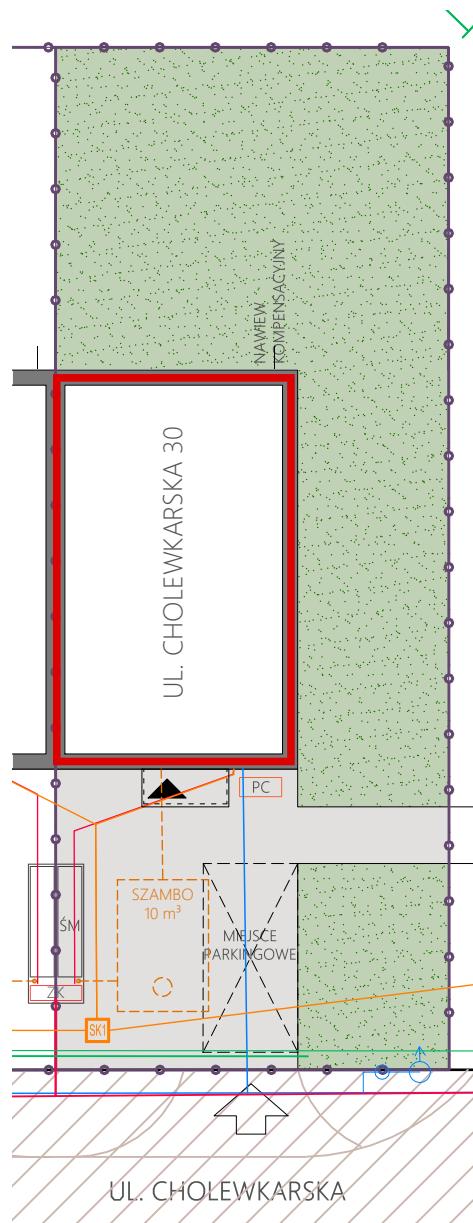 NAWIEW
KOMPENSACYJNY
UL. CHOLEWKARSKA 30
PC
SZAMBO
10 m³
ŚM
MIEJSCE
PARKINGOWE
ZK
SK1
UL. CHOLEWKARSKA